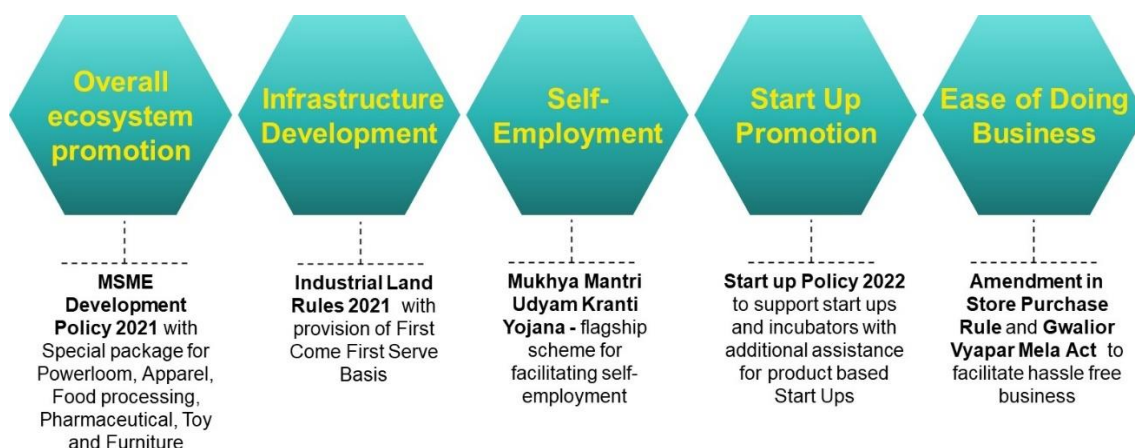 Overall
ecosystem
promotion
MSME
Development
Policy 2021 with
Special package for
Powerloom, Apparel,
Food processing,
Pharmaceutical, Toy
and Furniture
Infrastructure
Development
Industrial Land
Rules 2021 with
provision of First
Come First Serve
Basis
Self-
Employment
Mukhya Mantri
Udyam Kranti
Yojana - flagship
scheme for
facilitating self-
employment
Start Up
Promotion
Start up Policy 2022
to support start ups
and incubators with
additional assistance
for product based
Start Ups
Ease of Doing
Business
Amendment in
Store Purchase
Rule and Gwalior
Vyapar Mela Act to
facilitate hassle free
business